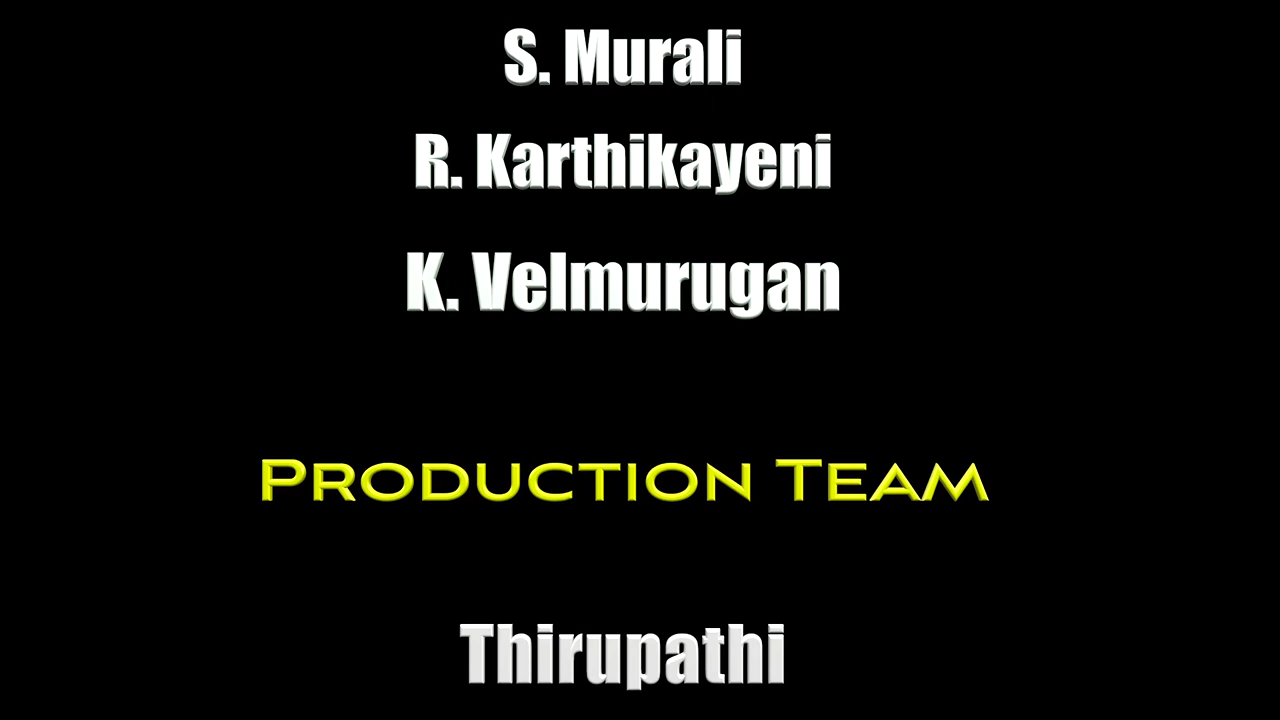 S. Murali
R. Karthikayeni
K. Velmurugan
Production Team
Thirupathi